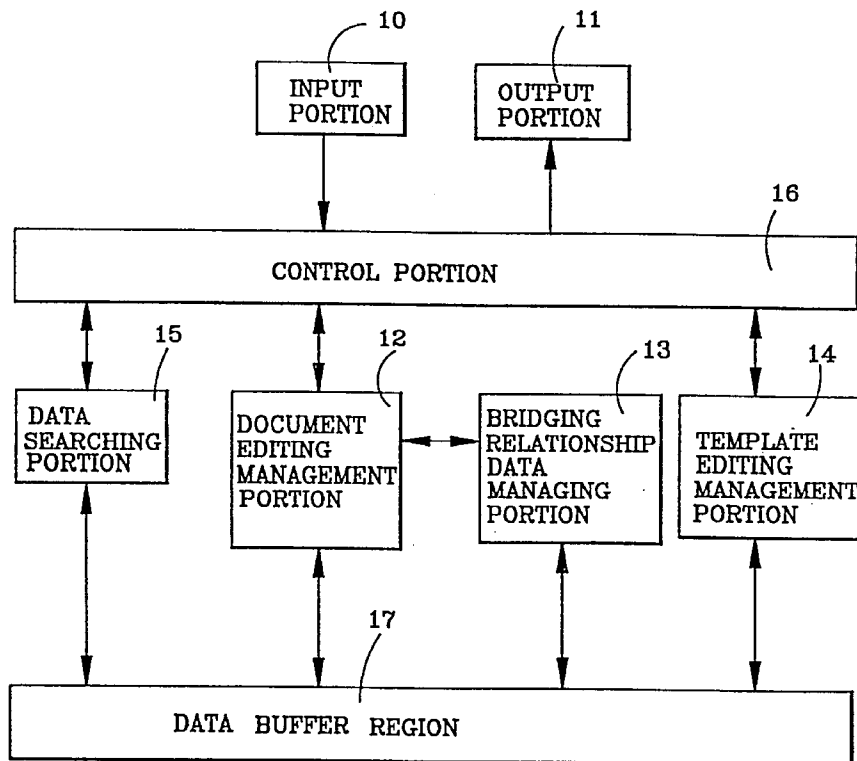 10
11
INPUT
PORTION
OUTPUT
PORTION
16
CONTROL PORTION
15
12
13
14
DATA
SEARCHING
PORTION
DOCUMENT
EDITING
MANAGEMENT
PORTION
BRIDGING
RELATIONSHIP
DATA
MANAGING
PORTION
TEMPLATE
EDITING
MANAGEMENT
PORTION
17
DATA BUFFER REGION